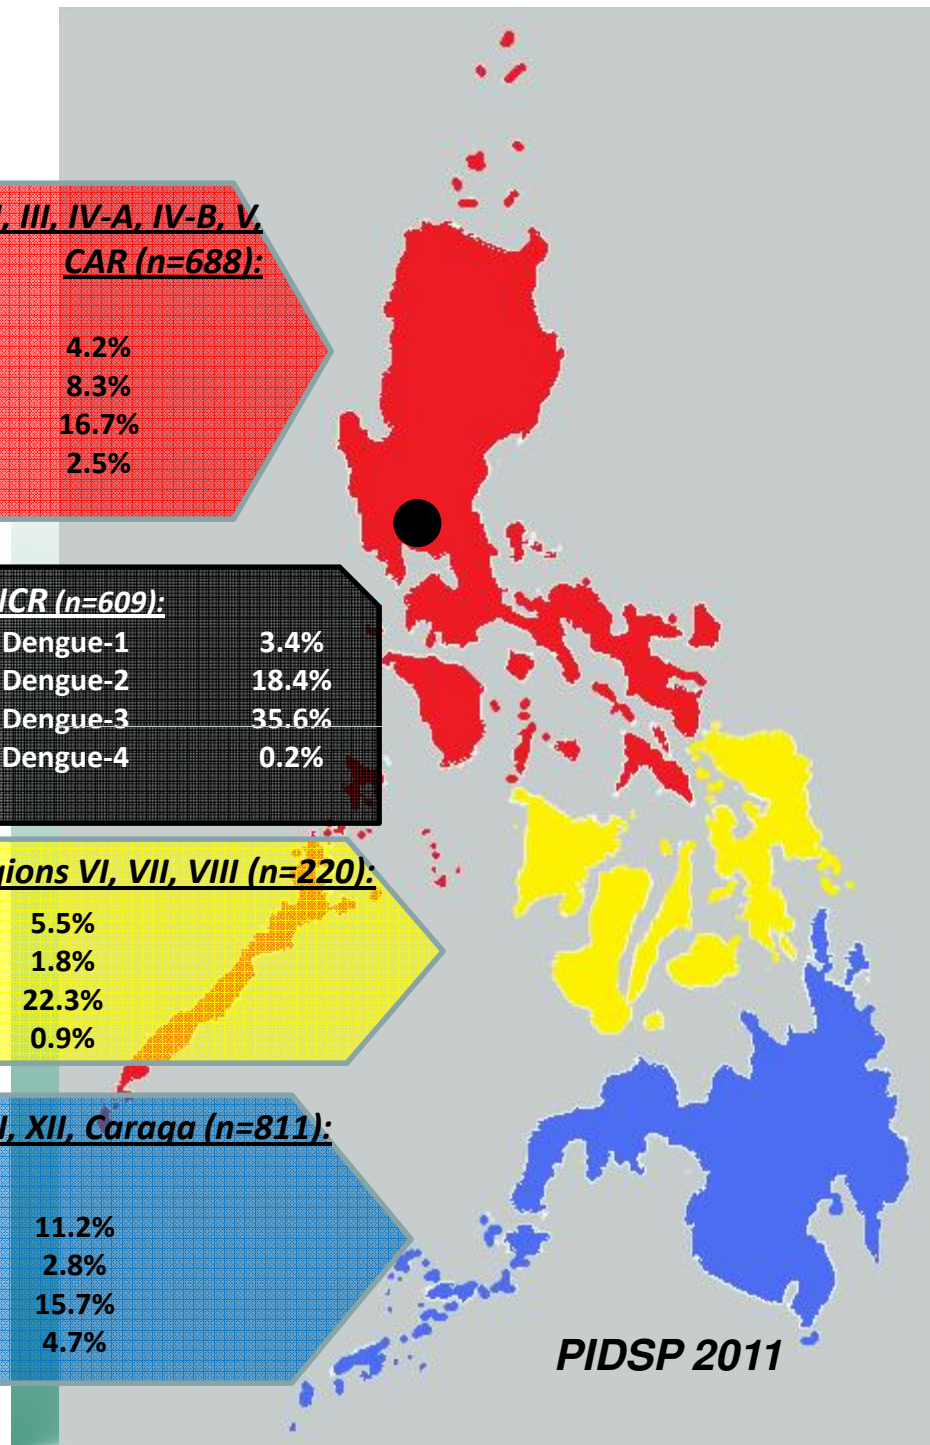 , III, IV-A, IV-B, V,
CAR (n=688):
4.2%
8.3%
16.7%
2.5%
NCR (n=609):
Dengue-1 3.4%
Dengue-2 18.4%
Dengue-3 35.6%
Dengue-4 0.2%
gions VI, VII, VIII (n=220):
5.5%
1.8%
22.3%
0.9%
I, XII, Caraga (n=811):
11.2%
2.8%
15.7%
4.7%
PIDSP 2011